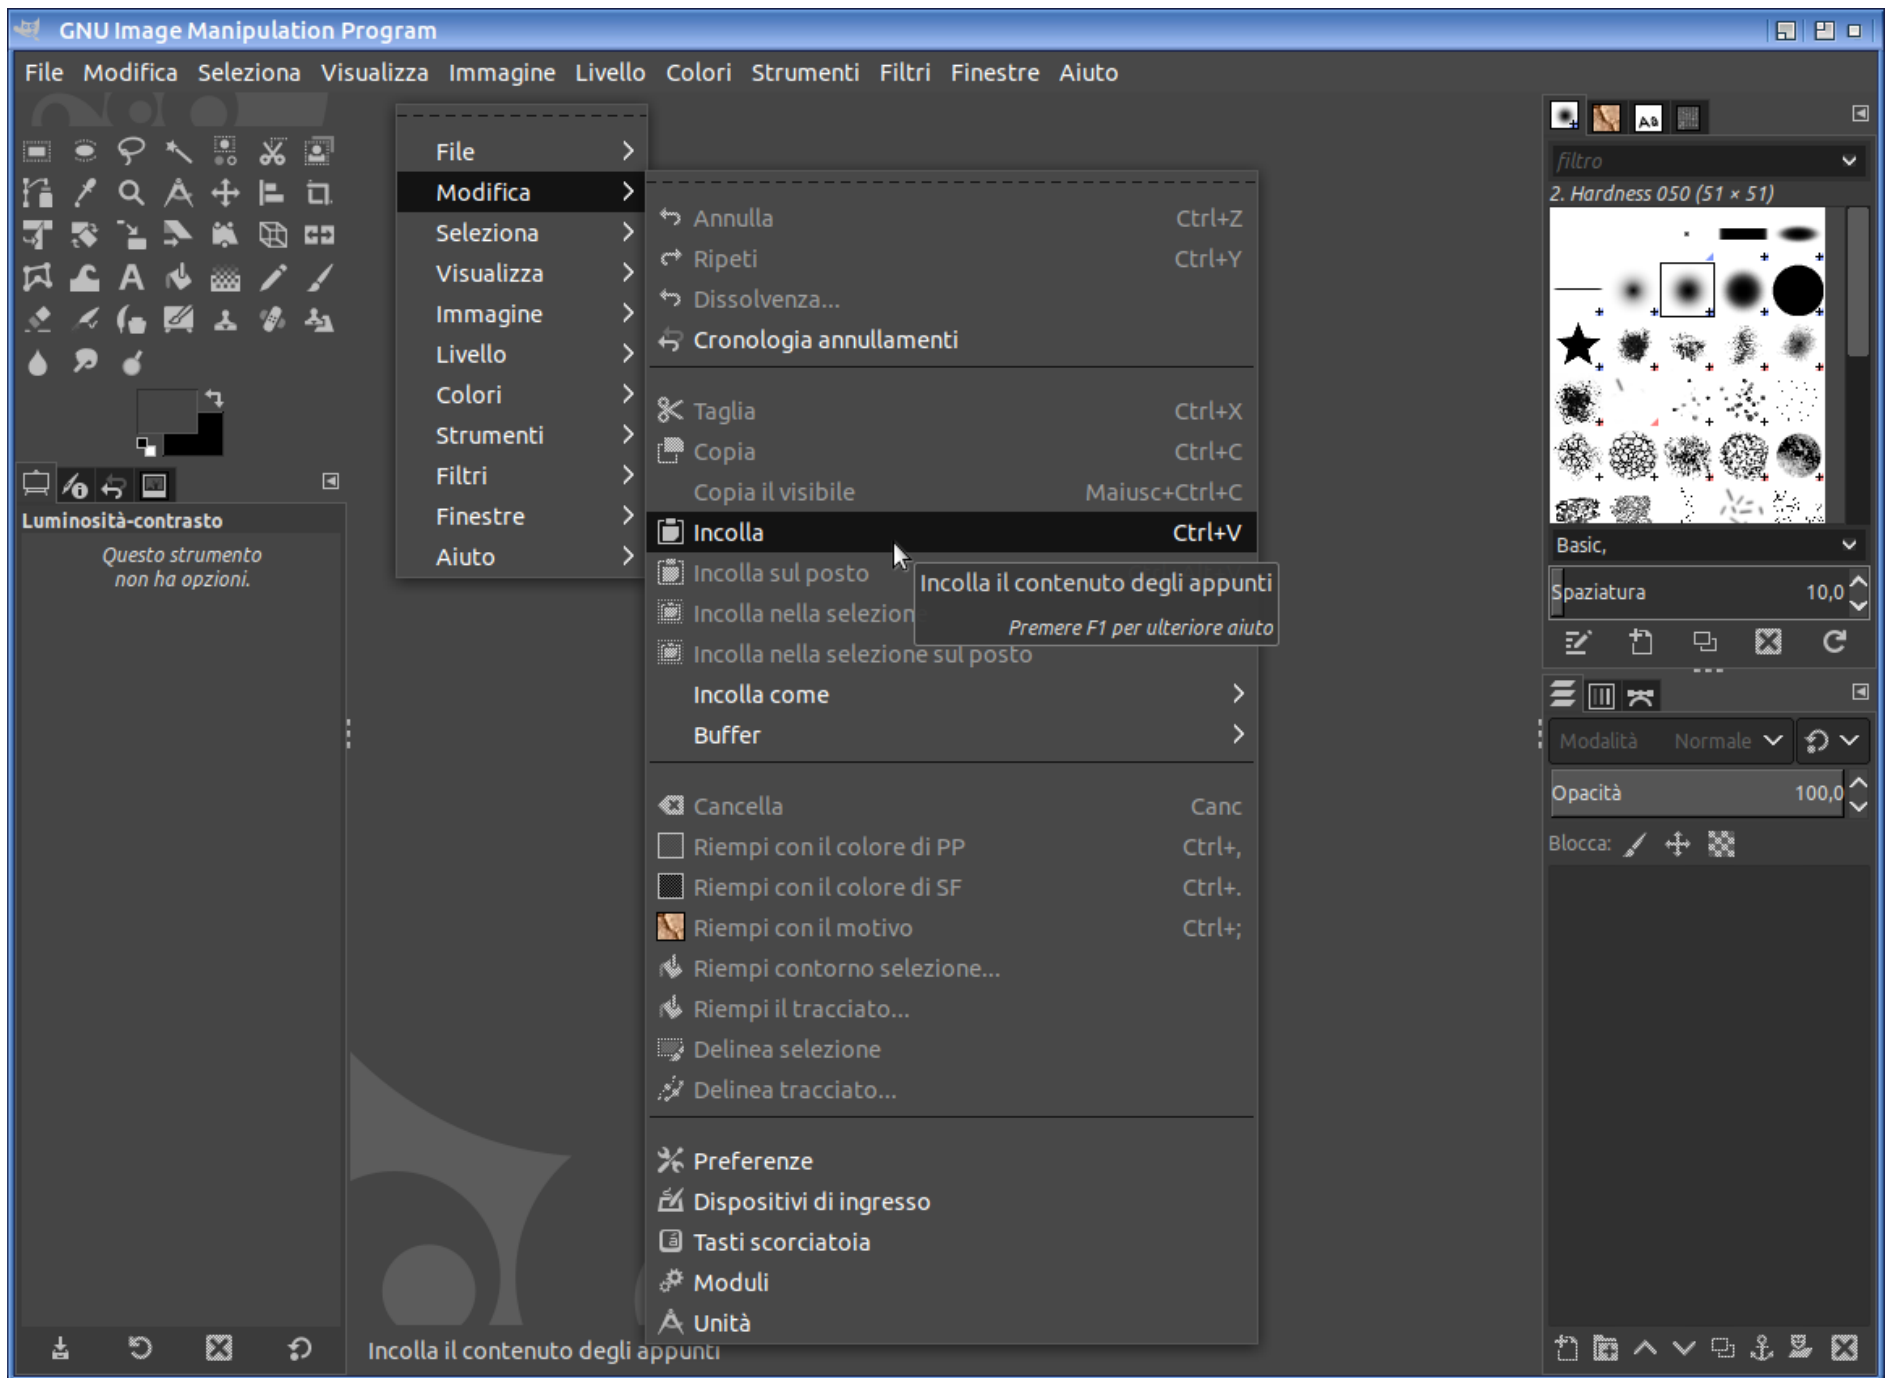 GNU Image Manipulation Program
File Modifica Seleziona Visualizza Immagine Livello Colori Strumenti Filtri Finestre Aiuto
File
Modifica
Seleziona
Visualizza
Immagine
Livello
Colori
Strumenti
Filtri
Finestre
Aiuto
Annulla Ctrl+Z
Ripeti Ctrl+Y
Dissolvenza...
Cronologia annullamenti
Taglia Ctrl+X
Copia Ctrl+C
Copia il visibile Maiusc+Ctrl+C
Incolla Ctrl+V
Incolla sul posto
Incolla nella selezione
Incolla nella selezione sul posto
Incolla come
Buffer
Cancella Canc
Riempi con il colore di PP Ctrl+,
Riempi con il colore di SF Ctrl+.
Riempi con il motivo Ctrl+;
Riempi contorno selezione...
Riempi il tracciato...
Delinea selezione
Delinea tracciato...
Preferenze
Dispositivi di ingresso
Tasti scorciatoia
Moduli
Unità
Incolla il contenuto degli appunti
Premere F1 per ulteriore aiuto
Luminosità-contrasto
Questo strumento
non ha opzioni.
Incolla il contenuto degli appunti
filtro
2. Hardness 050 (51 × 51)
Basic,
Spaziatura 10,0
Modalità Normale
Opacità 100,0
Blocca: